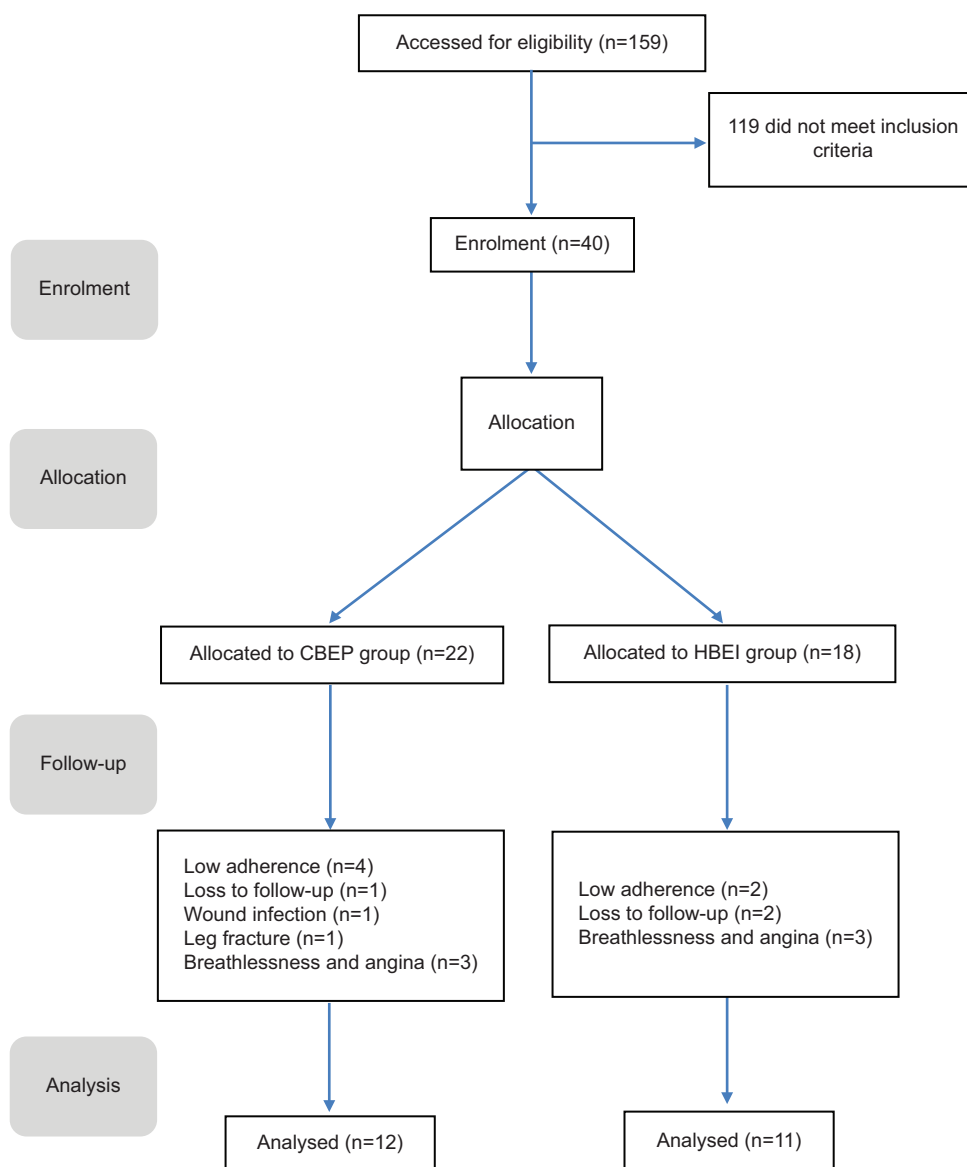 Accessed for eligibility (n=159)
119 did not meet inclusion
criteria
Enrolment (n=40)
Enrolment
Allocation
Allocation
Allocated to CBEP group (n=22)
Allocated to HBEI group (n=18)
Follow-up
Low adherence (n=4)
Loss to follow-up (n=1)
Wound infection (n=1)
Leg fracture (n=1)
Breathlessness and angina (n=3)
Low adherence (n=2)
Loss to follow-up (n=2)
Breathlessness and angina (n=3)
Analysis
Analysed (n=12)
Analysed (n=11)